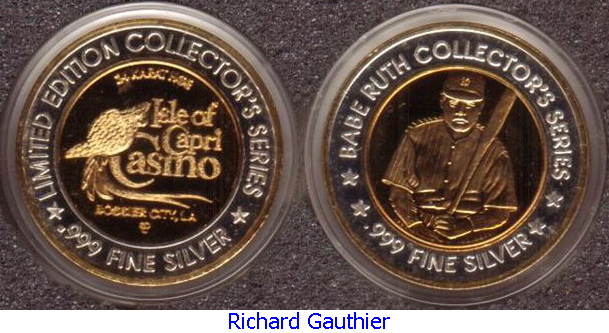 LIMITED EDITION COLLECTOR'S SERIES
24 KARAT
Isle of
Capri
Casino
BOSSIER CITY, LA
.999 FINE SILVER
BABE RUTH COLLECTOR'S SERIES
.999 FINE SILVER
Richard Gauthier